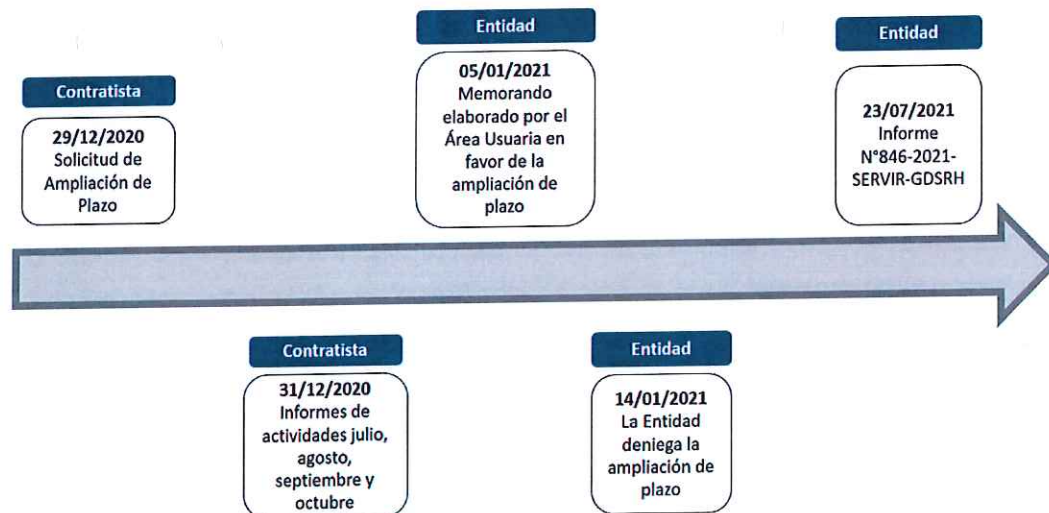 Contratista
29/12/2020
Solicitud de
Ampliación de
Plazo
Contratista
31/12/2020
Informes de
actividades julio,
agosto,
septiembre y
octubre
Entidad
05/01/2021
Memorando
elaborado por el
Área Usuaria en
favor de la
ampliación de
plazo
Entidad
14/01/2021
La Entidad
deniega la
ampliación de
plazo
Entidad
23/07/2021
Informe
N°846-2021-
SERVIR-GDSRH